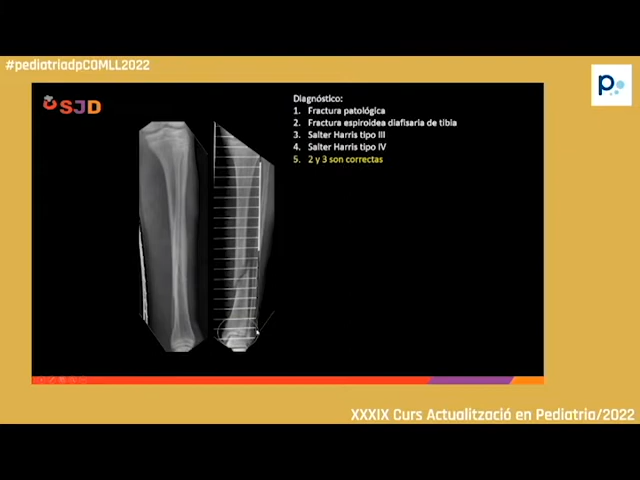 #pediatriadpCOMLL2022
p
SJD
Diagnóstico:
1. Fractura patológica
2. Fractura espiroidea diafisaria de tibia
3. Salter Harris tipo III
4. Salter Harris tipo IV
5. 2 y 3 son correctas
XXXIX Curs Actualització en Pediatria/2022